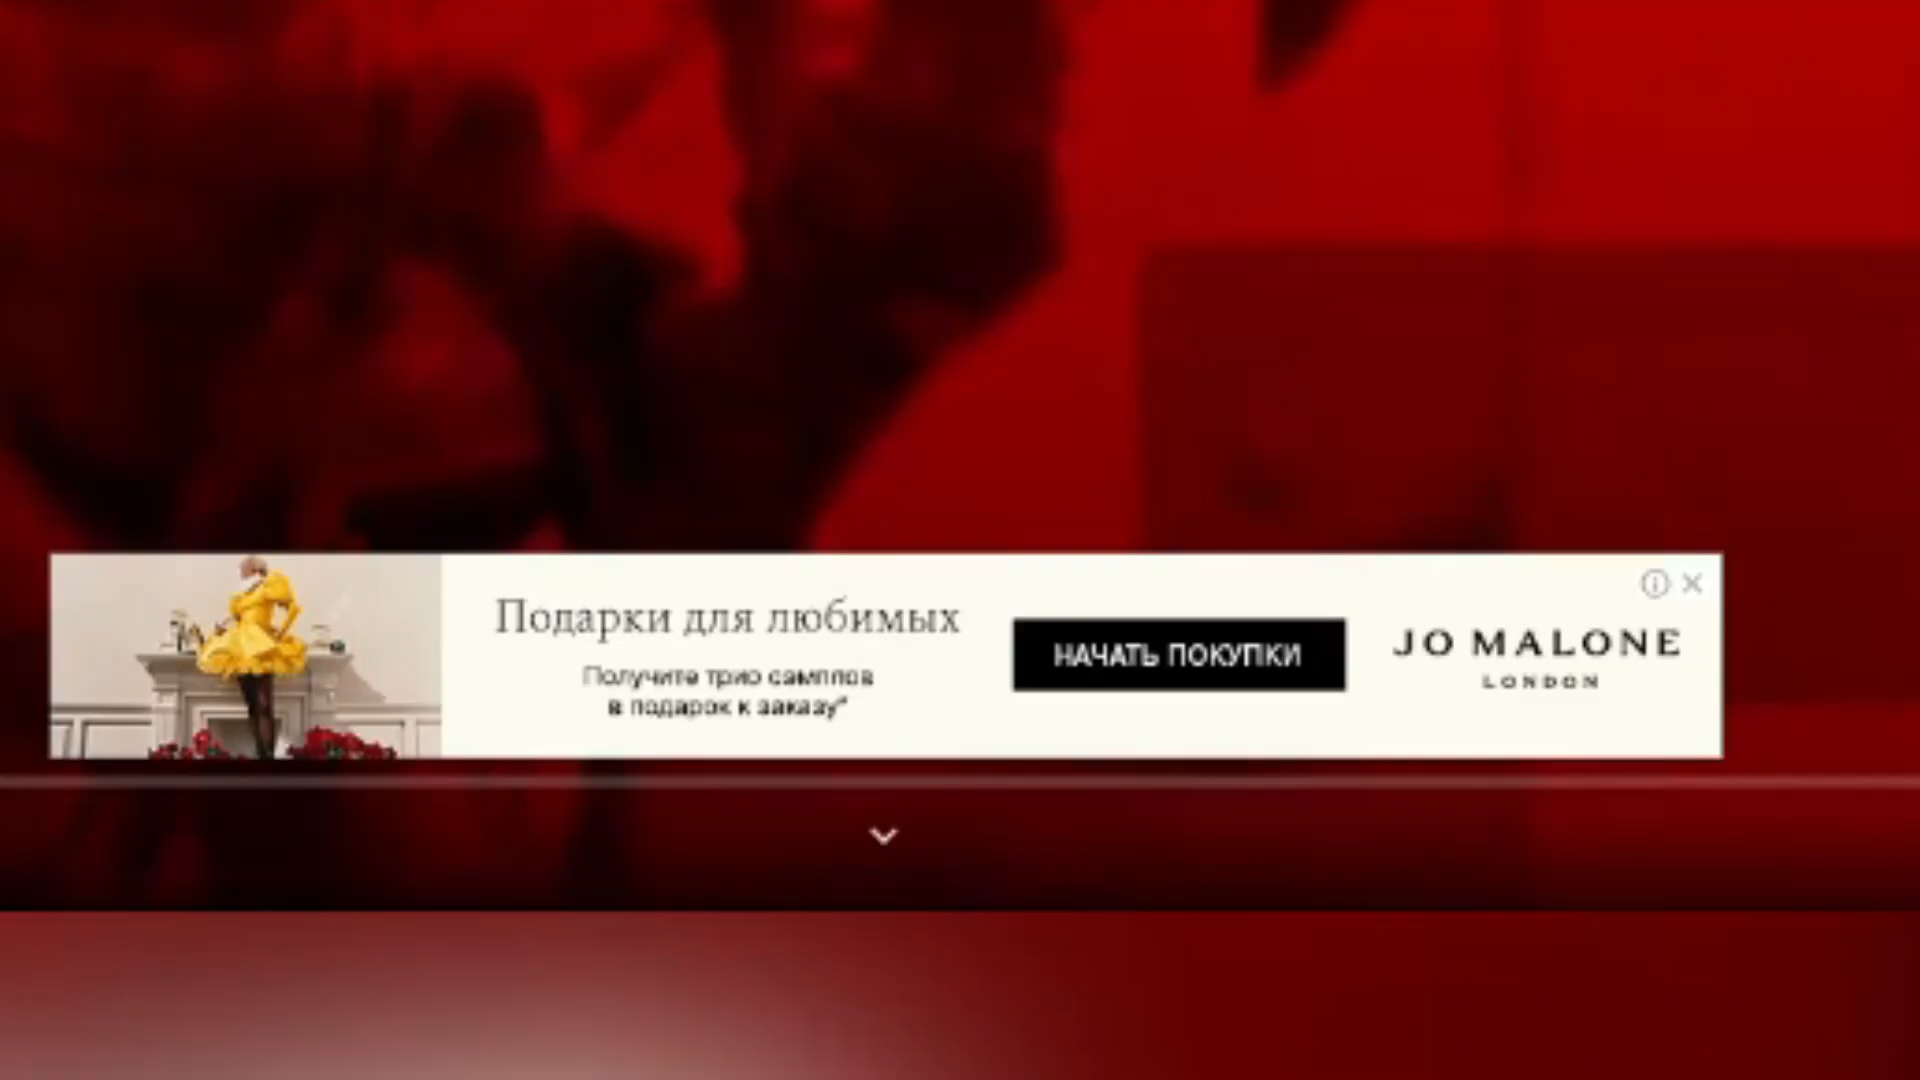 Подарки для любимых
Получите трио сэмплов
в подарок к заказу*
НАЧАТЬ ПОКУПКИ
JO MALONE
LONDON